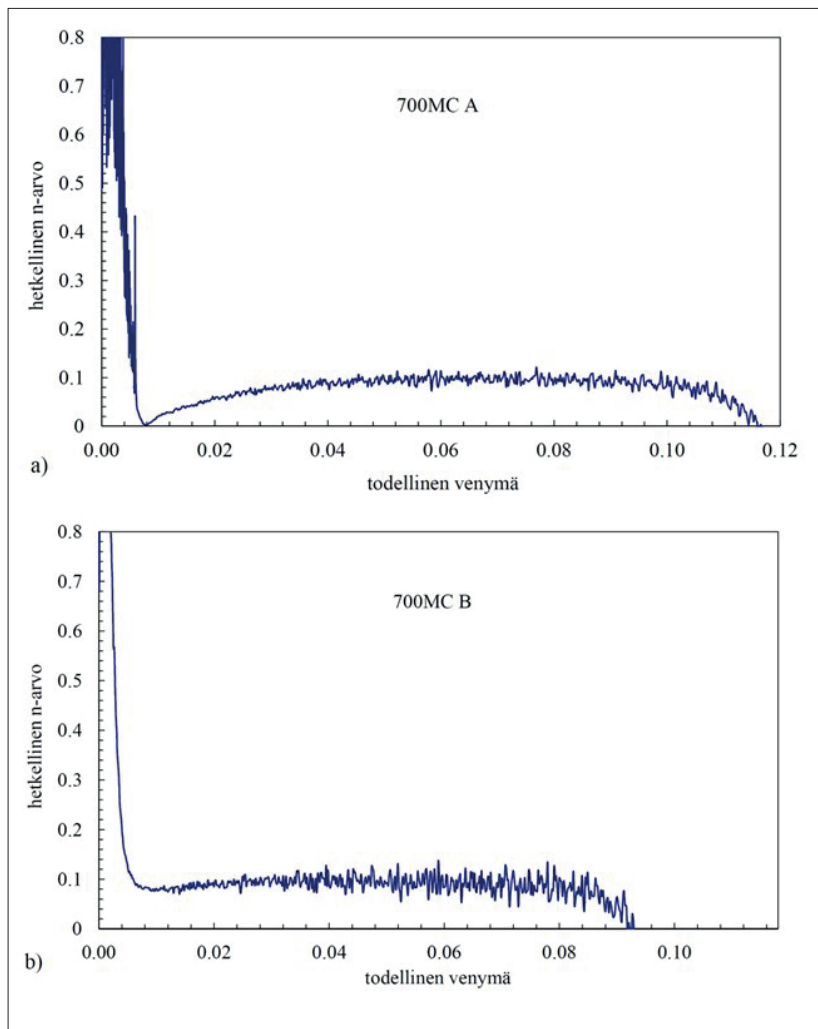 0.8
700MC A
0.7
0.6
0.5
0.4
0.3
0.2
0.1
0
hetkellinen n-arvo
0.00 0.02 0.04 0.06 0.08 0.10 0.12
todellinen venymä
a)
0.8
700MC B
0.7
0.6
0.5
0.4
0.3
0.2
0.1
0
hetkellinen n-arvo
0.00 0.02 0.04 0.06 0.08 0.10
todellinen venymä
b)